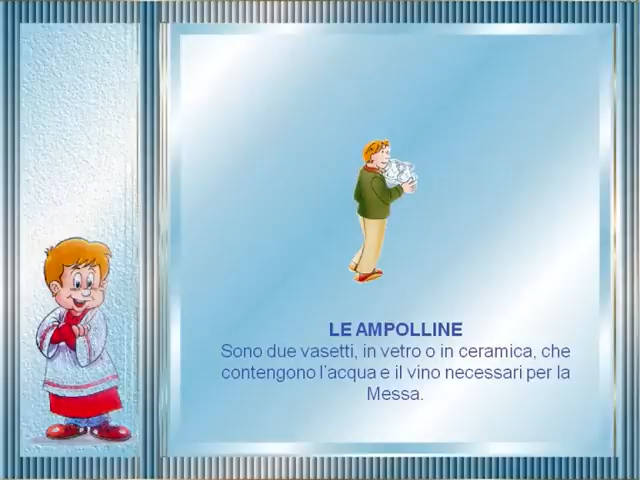 LE AMPOLLINE
Sono due vasetti, in vetro o in ceramica, che
contengono l'acqua e il vino necessari per la
Messa.